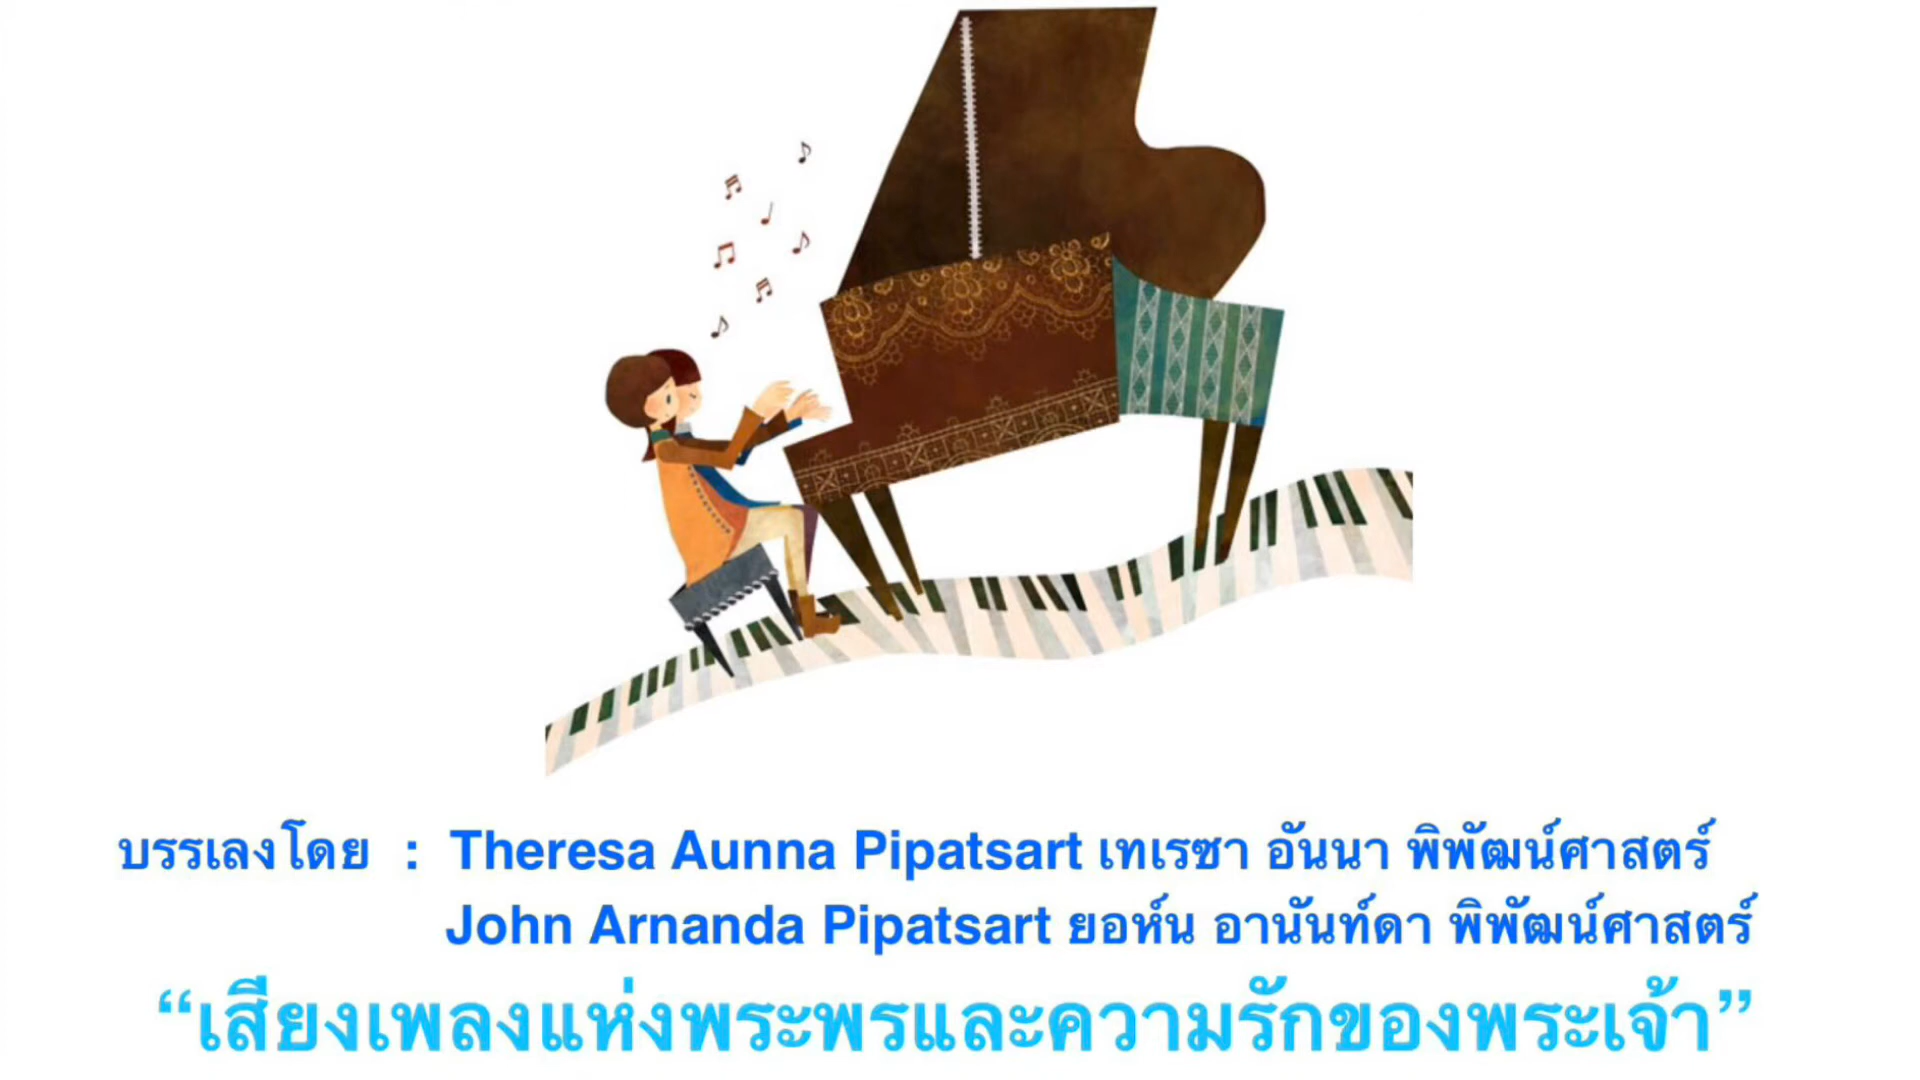 บรรเลงโดย : Theresa Aunna Pipatsart เทเรซา อันนา พิพัฒน์ศาสตร์
John Arnanda Pipatsart ยอห์น อานันท์ดา พิพัฒน์ศาสตร์
“เสียงเพลงแห่งพระพรและความรักของพระเจ้า”